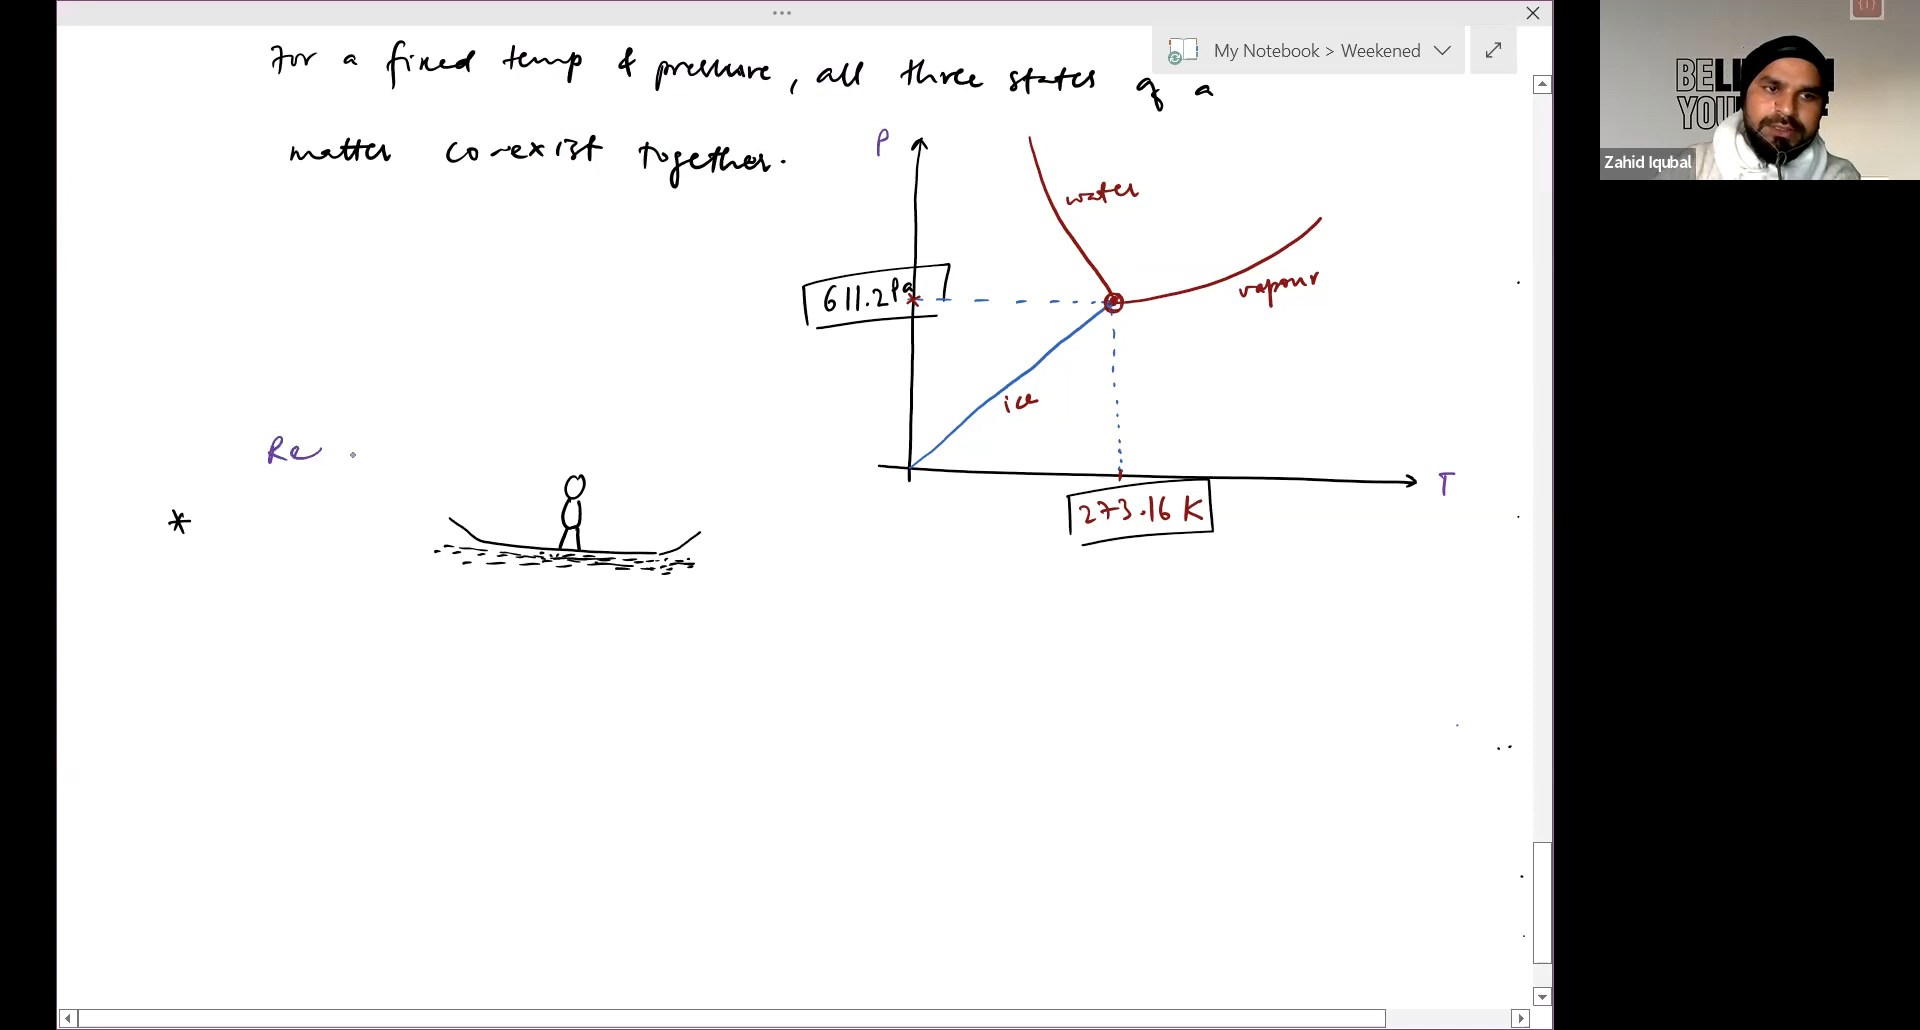 For a fixed temp & pressure, all three states of a
matter co-exist together.
My Notebook > Weekened
P
water
611.2 Pa
vapour
ice
Re
*
T
273.16 K
Zahid Iqubal